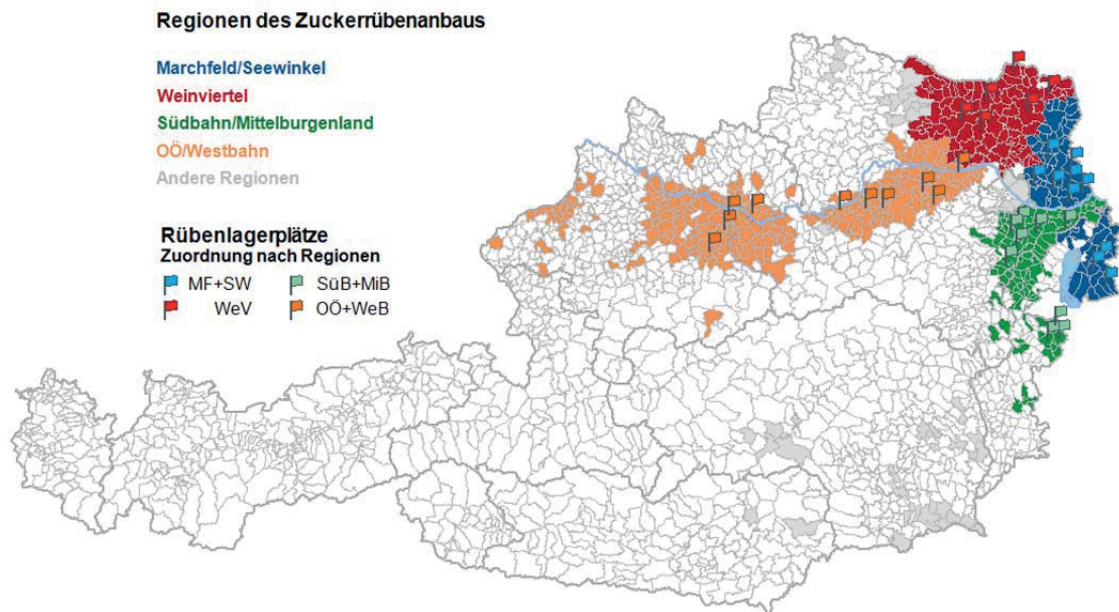 Regionen des Zuckerrübenanbaus
Marchfeld/Seewinkel
Weinviertel
Südbahn/Mittelburgenland
OÖ/Westbahn
Andere Regionen
Rübenlagerplätze
Zuordnung nach Regionen
MF+SW SüB+MiB
WeV OÖ+WeB